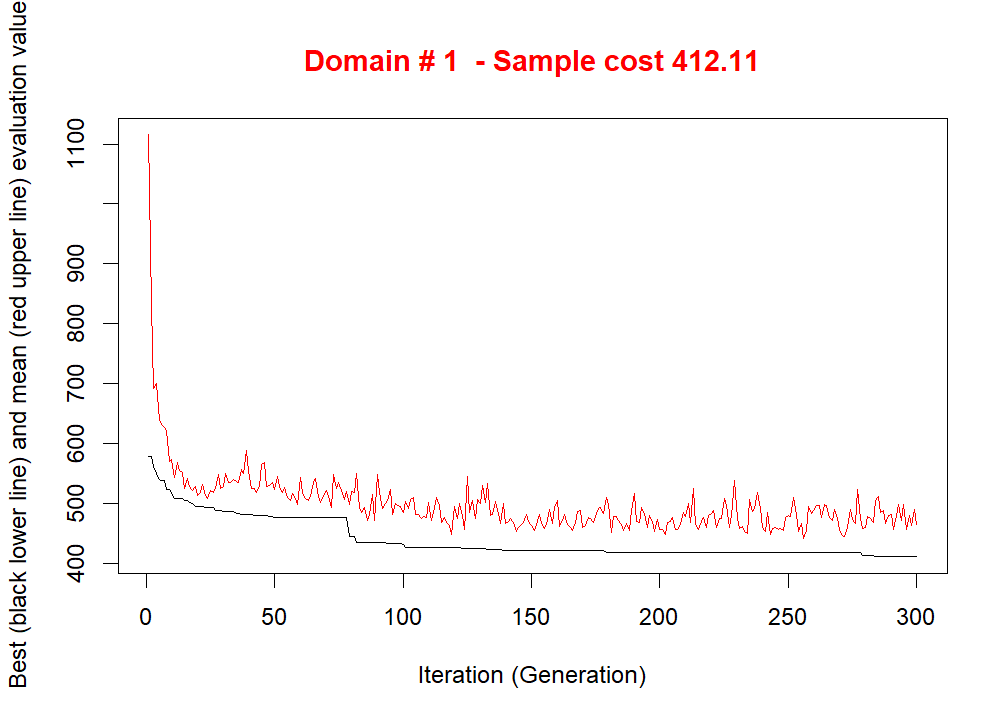 Domain # 1  - Sample cost 412.11
Best (black lower line) and mean (red upper line) evaluation value
1100
900
800
700
600
500
400
0 50 100 150 200 250 300
Iteration (Generation)